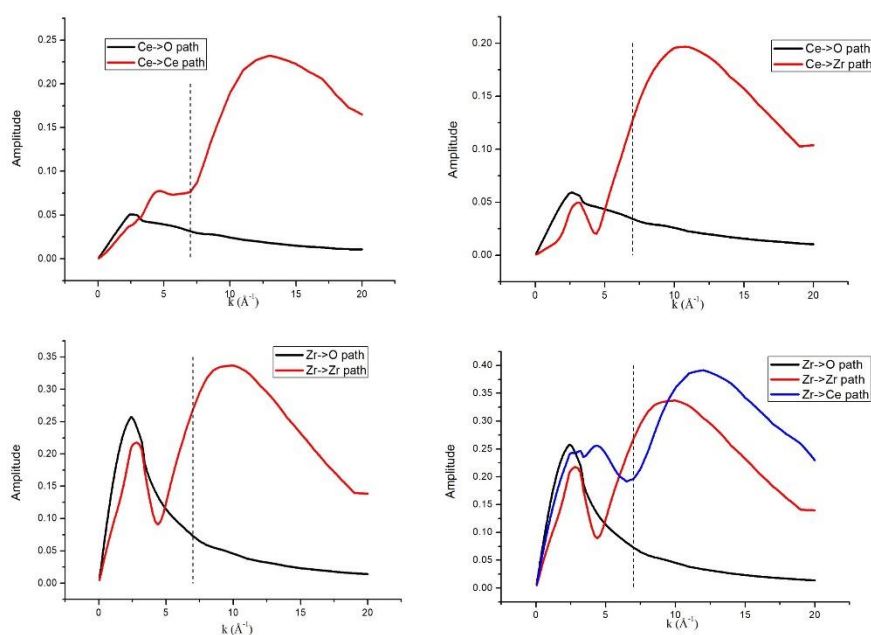 Ce->O path
Ce->Ce path
Amplitude
0.25
0.20
0.15
0.10
0.05
0.00
0
5
10
15
20
k (Å⁻¹)
Ce->O path
Ce->Zr path
Amplitude
0.20
0.15
0.10
0.05
0.00
0
5
10
15
20
k (Å⁻¹)
Zr->O path
Zr->Zr path
Amplitude
0.35
0.30
0.25
0.20
0.15
0.10
0.05
0.00
0
5
10
15
20
k (Å⁻¹)
Zr->O path
Zr->Zr path
Zr->Ce path
Amplitude
0.40
0.35
0.30
0.25
0.20
0.15
0.10
0.05
0.00
0
5
10
15
20
k (Å⁻¹)